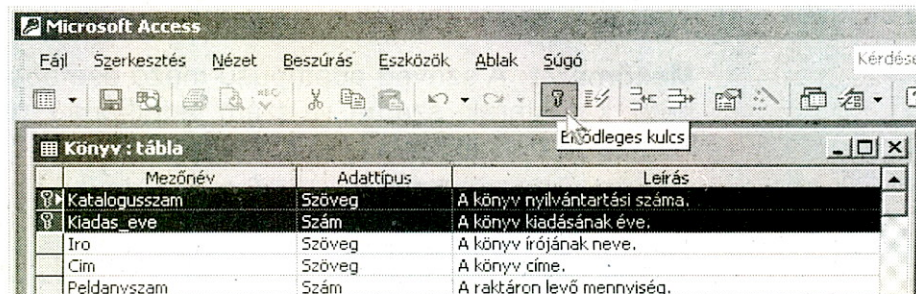 Microsoft Access
Fájl Szerkesztés Nézet Beszúrás Eszközök Ablak Súgó Kérdése
Elsődleges kulcs
Könyv : tábla
Mezőnév Adattípus Leírás
Katalogusszam Szöveg A könyv nyilvántartási száma.
Kiadas_eve Szám A könyv kiadásának éve.
Iro Szöveg A könyv írójának neve.
Cim Szöveg A könyv címe.
Peldanyszam Szám A raktáron levő mennyiség.